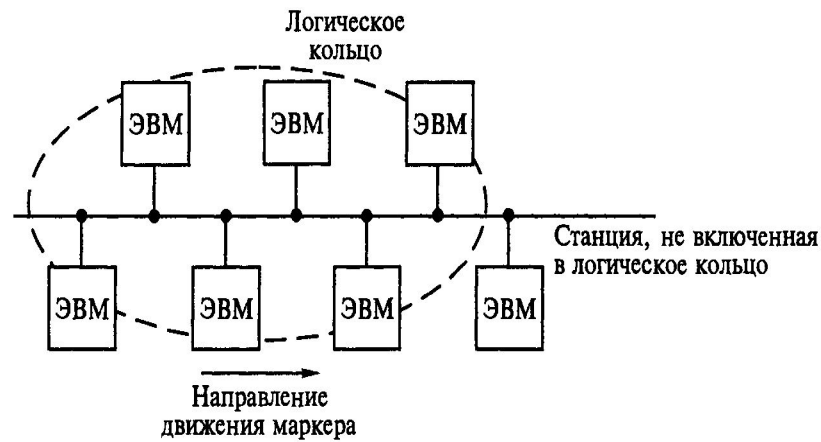 Логическое
кольцо
ЭВМ
ЭВМ
ЭВМ
Станция, не включенная
в логическое кольцо
ЭВМ
ЭВМ
ЭВМ
ЭВМ
Направление
движения маркера